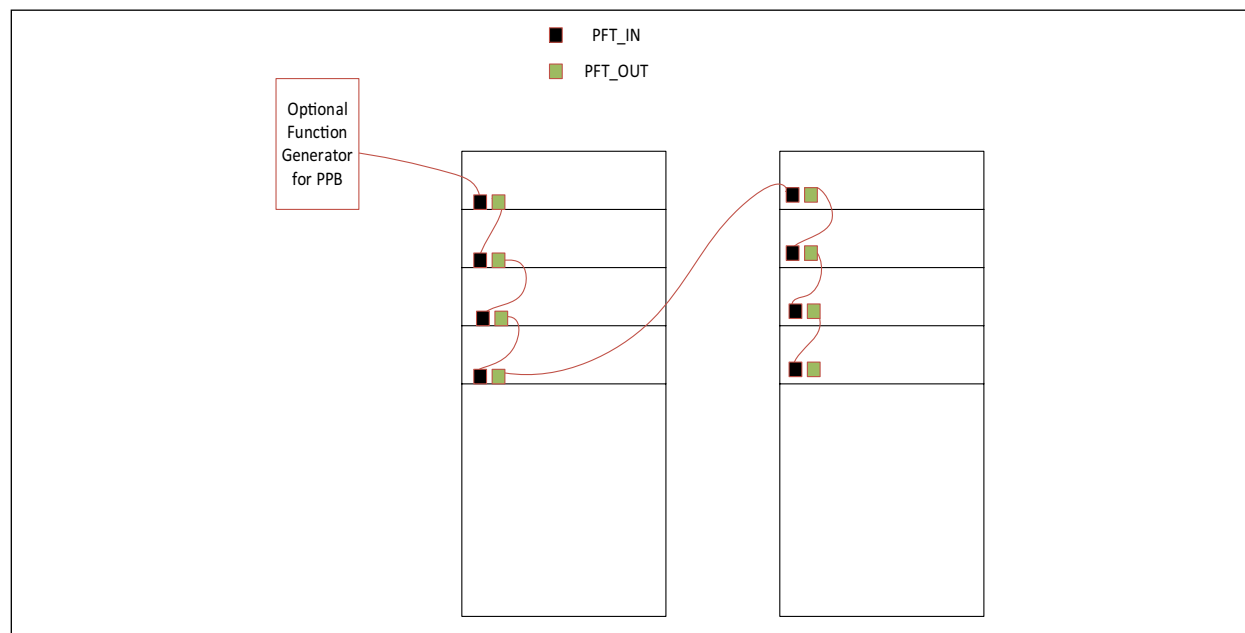 PFT_IN
PFT_OUT
Optional
Function
Generator
for PPB